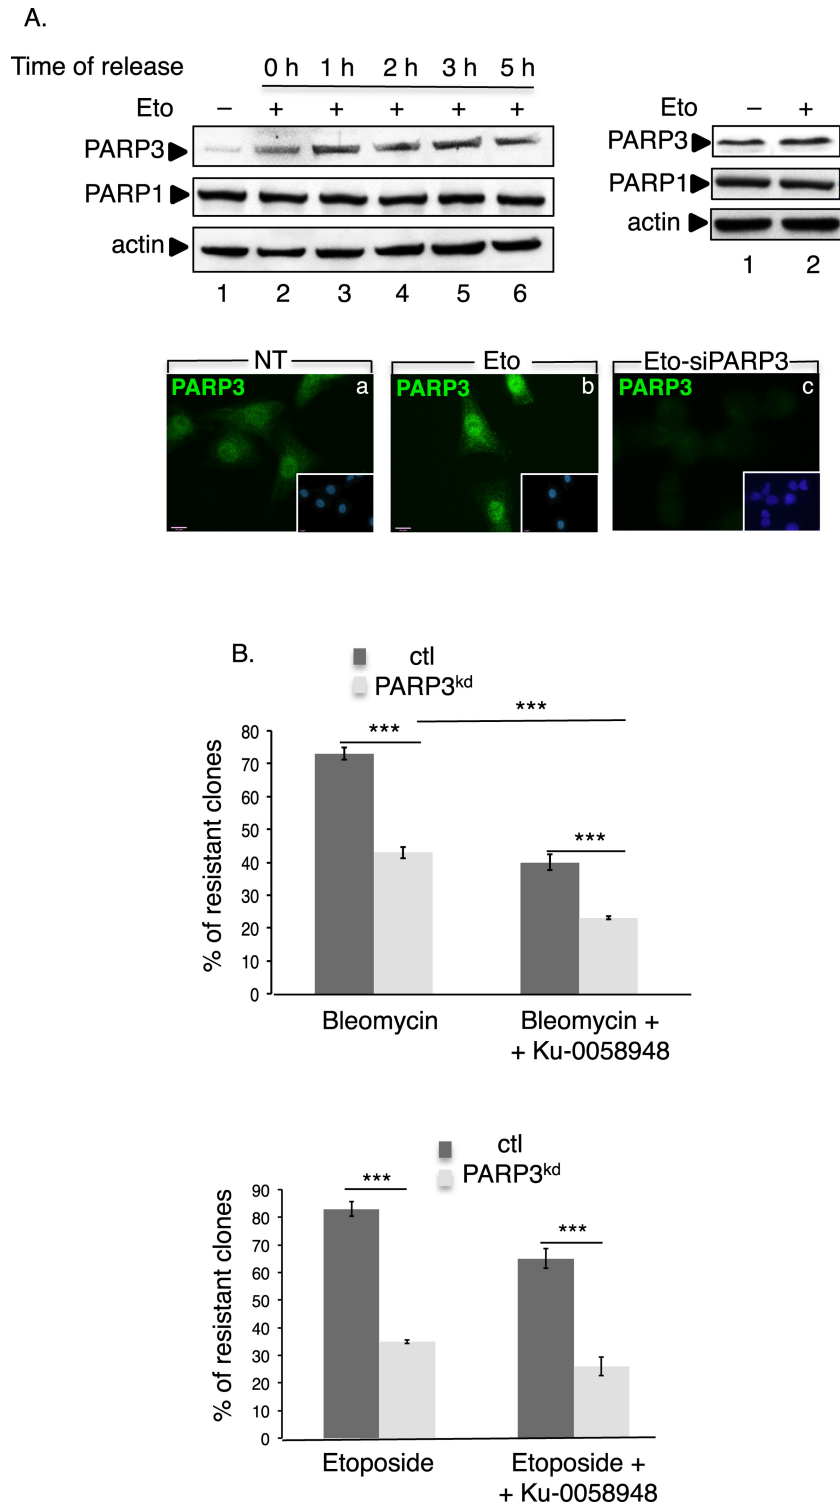 A.
Time of release 0 h 1 h 2 h 3 h 5 h
Eto – + + + + +
PARP3
PARP1
actin
1 2 3 4 5 6
Eto – +
PARP3
PARP1
actin
1 2
NT Eto Eto-siPARP3
PARP3 a PARP3 b PARP3 c
B.
ctl
PARP3kd
***
***
***
% of resistant clones
80
70
60
50
40
30
20
10
0
Bleomycin Bleomycin +
+ Ku-0058948
ctl
PARP3kd
***
***
% of resistant clones
90
80
70
60
50
40
30
20
10
0
Etoposide Etoposide +
+ Ku-0058948